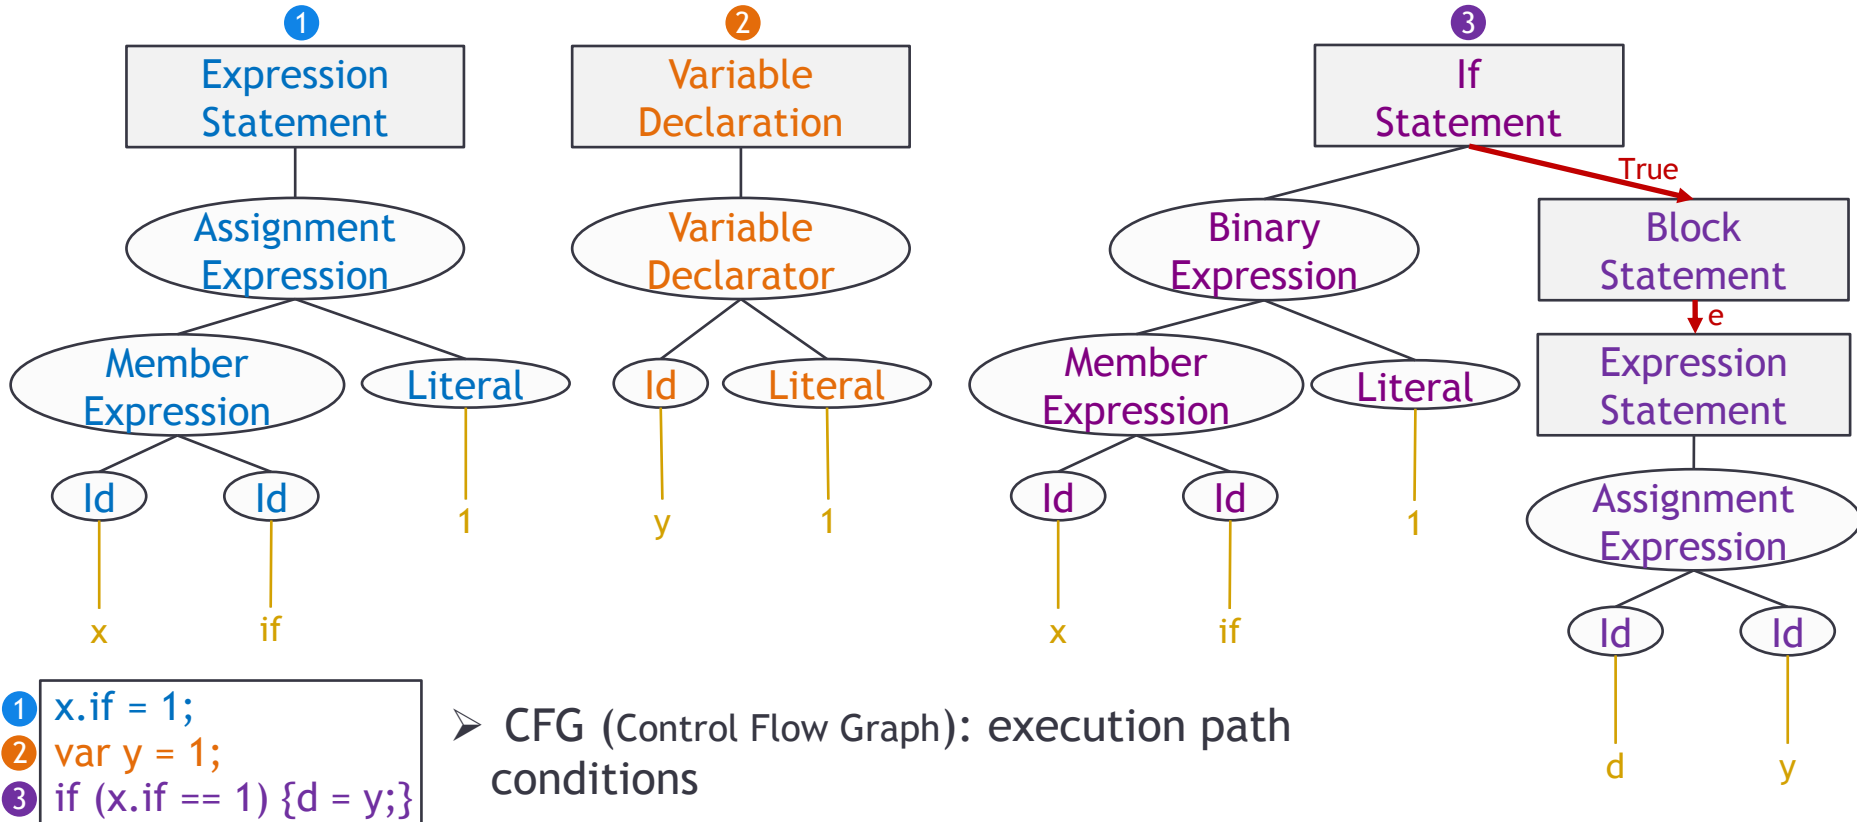 1 2 3
Expression
Statement
Variable
Declaration
If
Statement
True
Assignment
Expression
Variable
Declarator
Binary
Expression
Block
Statement
e
Member
Expression
Literal
Id
Literal
Member
Expression
Literal
Expression
Statement
Id Id
1
y
1
Id Id
1
Assignment
Expression
x if
x if
Id Id
d y
1 x.if = 1;
2 var y = 1;
3 if (x.if == 1) {d = y;}
➢ CFG (Control Flow Graph): execution path
conditions